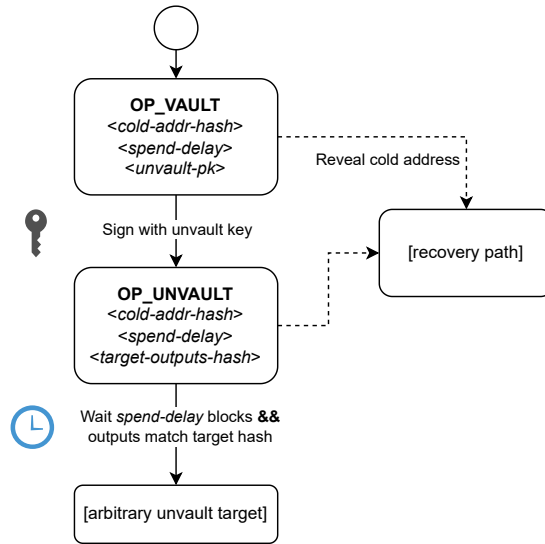 OP_VAULT
<cold-addr-hash>
<spend-delay>
<unvault-pk>
Reveal cold address
Sign with unvault key
[recovery path]
OP_UNVAULT
<cold-addr-hash>
<spend-delay>
<target-outputs-hash>
Wait spend-delay blocks &&
outputs match target hash
[arbitrary unvault target]